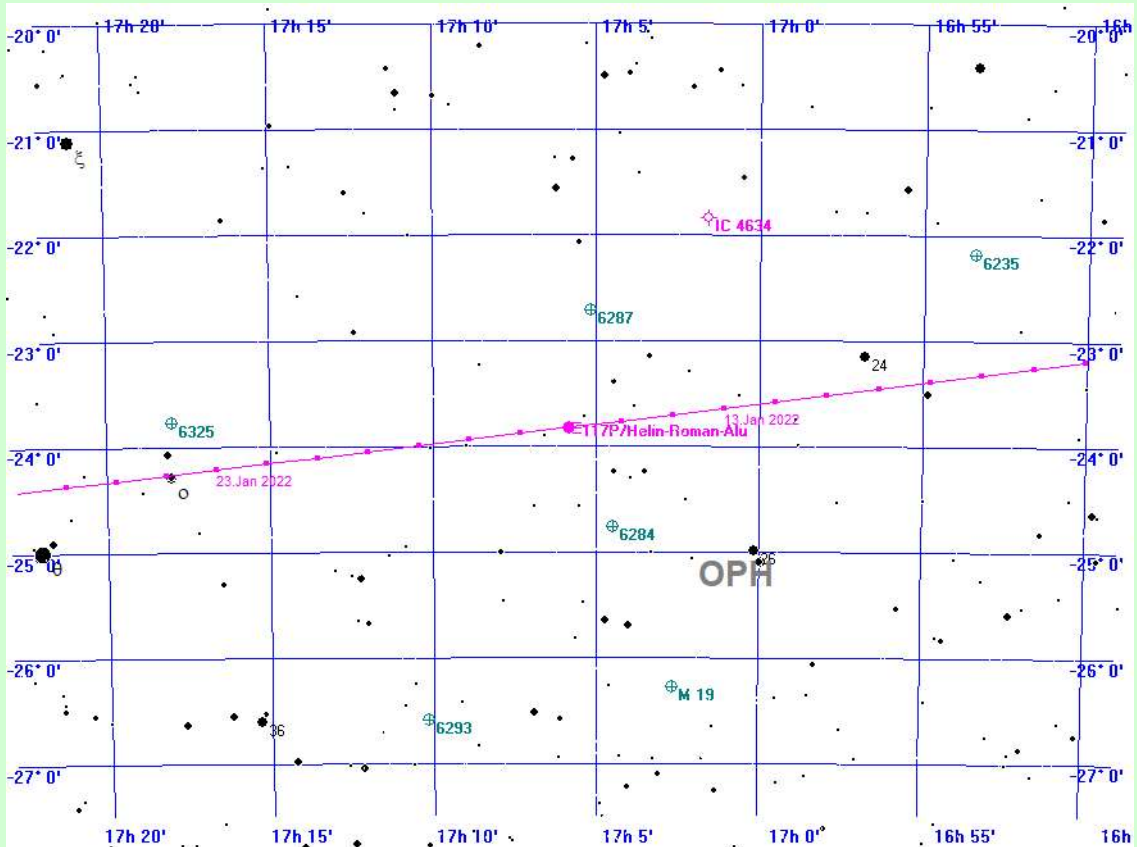 17h 20' 17h 15' 17h 10' 17h 5' 17h 0' 16h 55' 16h
-20° 0' -20° 0'
-21° 0' -21° 0'
ξ
IC 4634
-22° 0' -22° 0'
6235
6287
-23° 0' -23° 0'
24
13.Jan 2022
6325 117P/Helin-Roman-Alu
-24° 0' -24° 0'
23.Jan 2022
O
6284
-25° 0' 26 -25° 0'
θ OPH
-26° 0' -26° 0'
M 19
6293
36
-27° 0' -27° 0'
17h 20' 17h 15' 17h 10' 17h 5' 17h 0' 16h 55' 16h